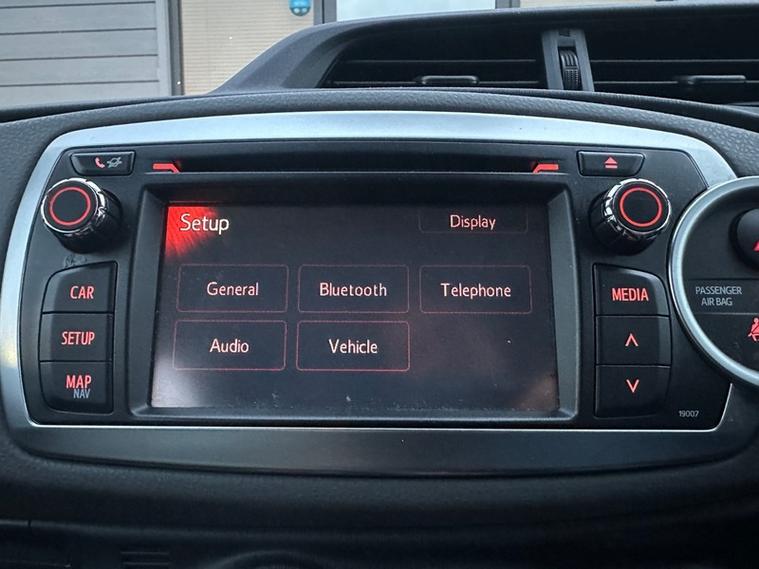 Setup
Display
General
Bluetooth
Telephone
Audio
Vehicle
CAR
SETUP
MAP
NAV
MEDIA
19007
PASSENGER
AIR BAG